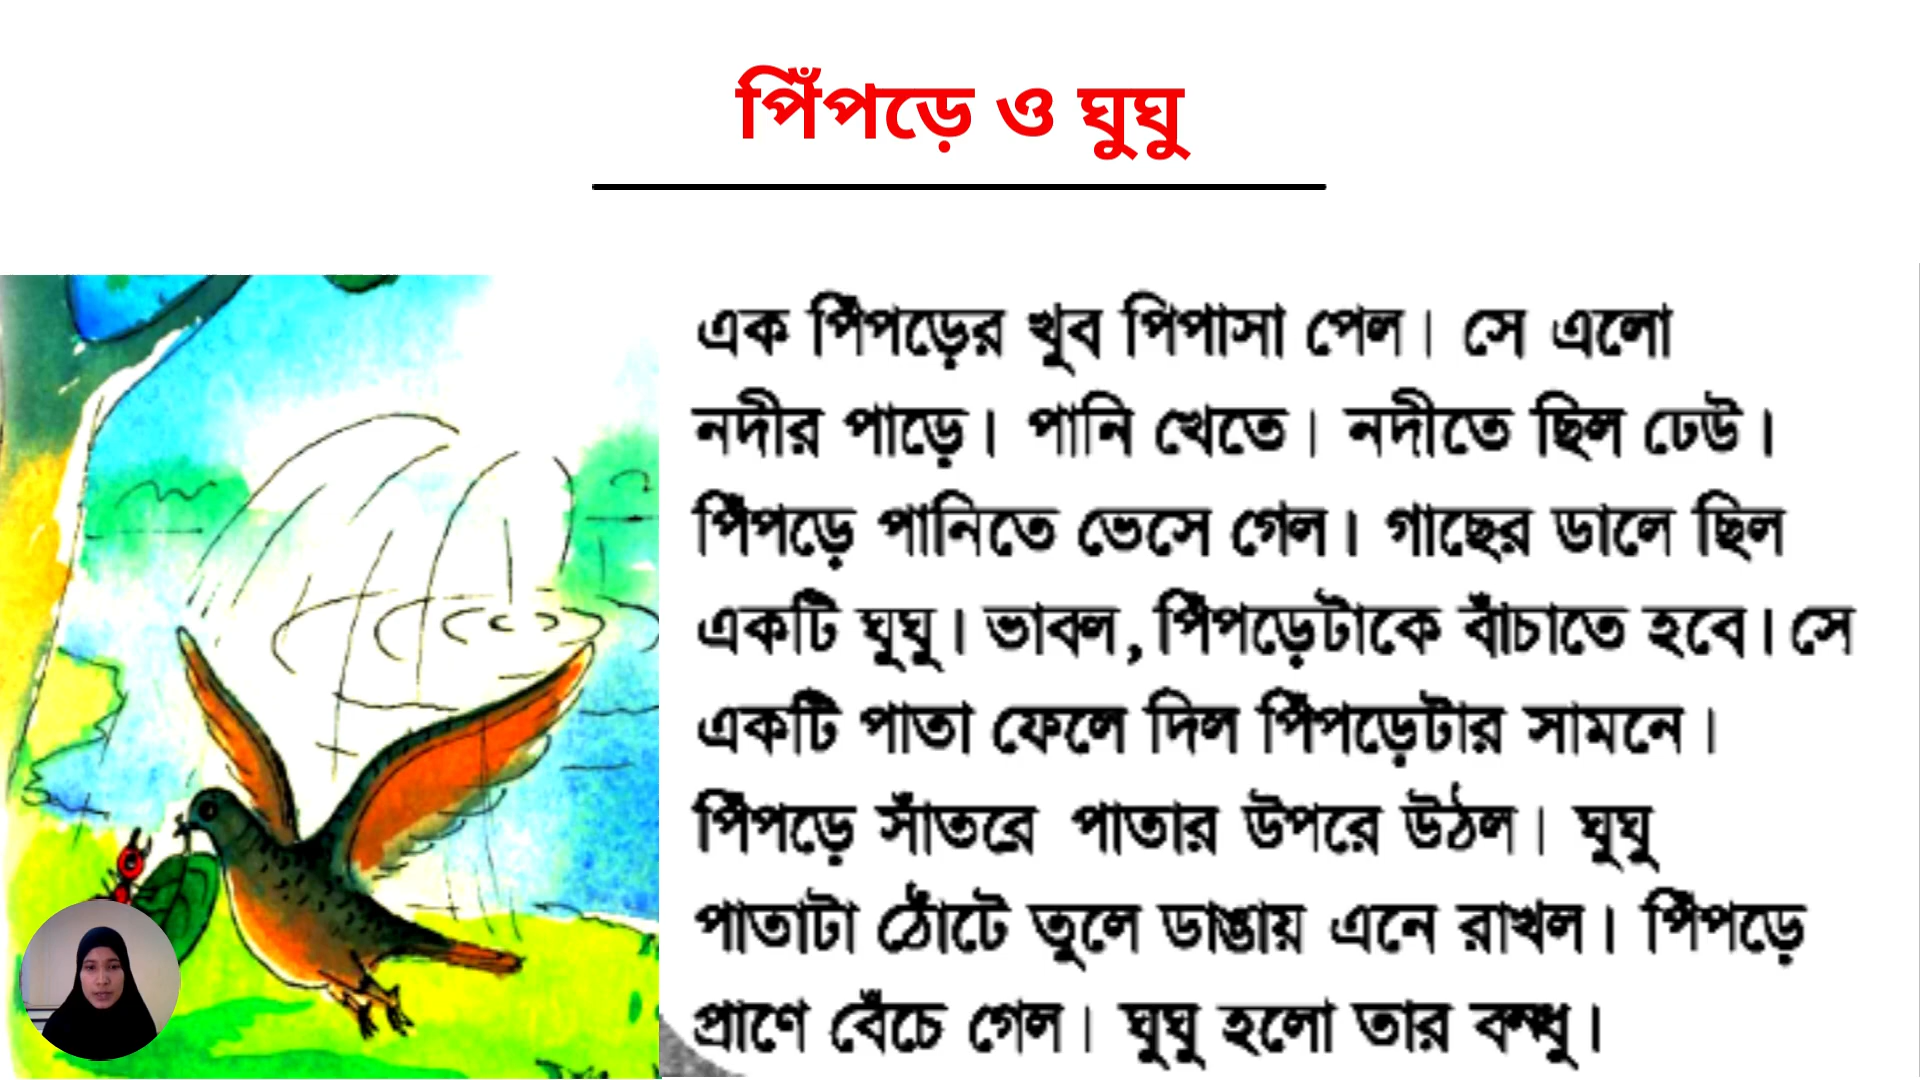 পিঁপড়ে ও ঘুঘু
এক পিঁপড়ের খুব পিপাসা পেল। সে এলো
নদীর পাড়ে। পানি খেতে। নদীতে ছিল ঢেউ।
পিঁপড়ে পানিতে ভেসে গেল। গাছের ডালে ছিল
একটি ঘুঘু। ভাবল, পিঁপড়েটাকে বাঁচাতে হবে। সে
একটি পাতা ফেলে দিল পিঁপড়েটার সামনে।
পিঁপড়ে সাঁতরে পাতার উপরে উঠল। ঘুঘু
পাতাটা ঠোঁটে তুলে ডাঙায় এনে রাখল। পিঁপড়ে
প্রাণে বেঁচে গেল। ঘুঘু হলো তার বন্ধু।